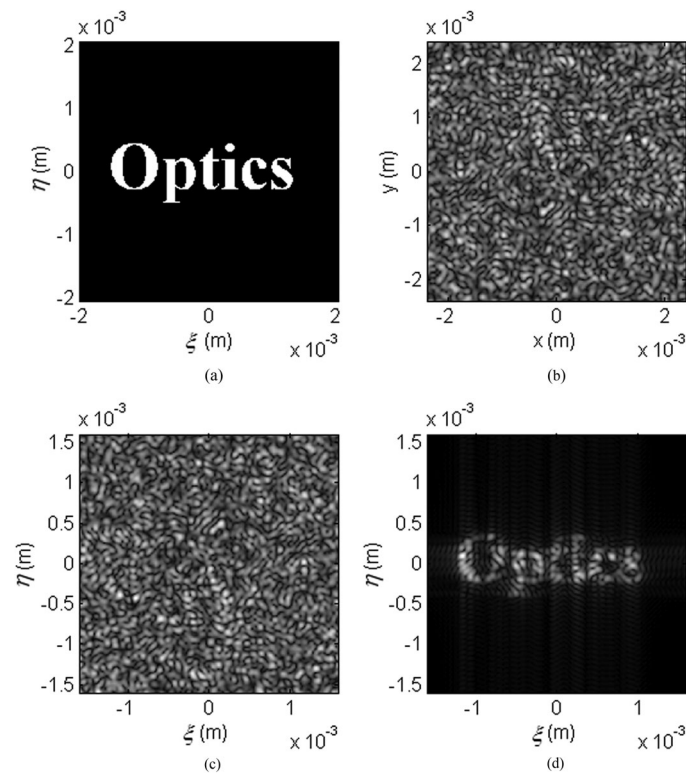 x 10⁻³
2
1
0
-1
-2
η (m)
Optics
-2 0 2
ξ (m)
x 10⁻³
(a)
x 10⁻³
2
1
0
-1
-2
y (m)
-2 0 2
x (m)
x 10⁻³
(b)
x 10⁻³
1.5
1
0.5
0
-0.5
-1
-1.5
η (m)
-1 0 1
ξ (m)
x 10⁻³
(c)
x 10⁻³
1.5
1
0.5
0
-0.5
-1
-1.5
η (m)
-1 0 1
ξ (m)
x 10⁻³
(d)